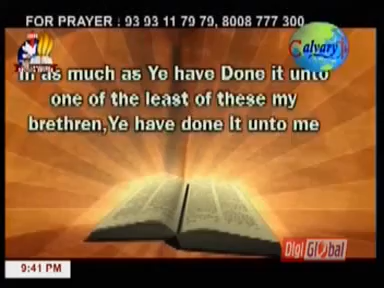 FOR PRAYER : 93 93 11 79 79, 8008 777 300
Calvary
In as much as Ye have Done it unto
one of the least of these my
brethren,Ye have done It unto me
Digi Global
9:41 PM